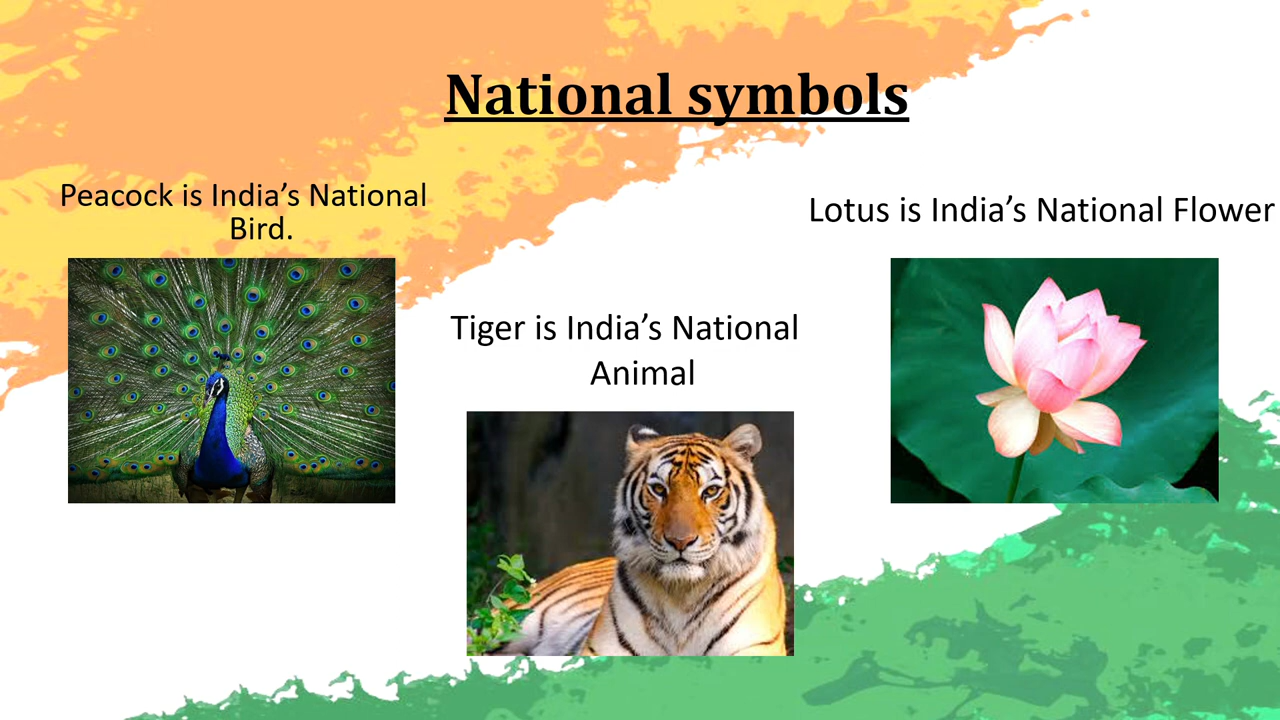 National symbols
Peacock is India’s National
Bird.
Lotus is India’s National Flower
Tiger is India’s National
Animal